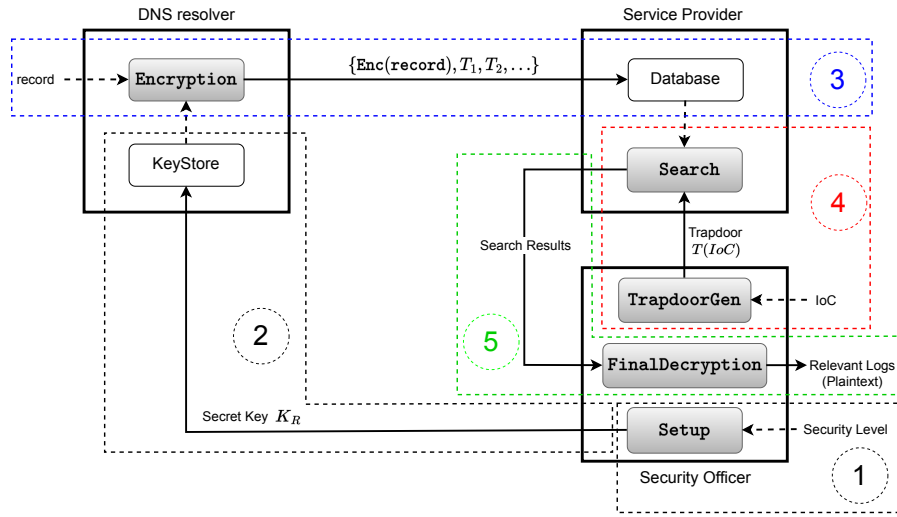 DNS resolver
Service Provider
record
Encryption
{Enc(record), T₁, T₂, ...}
Database
3
KeyStore
Search
4
Search Results
Trapdoor
T(IoC)
TrapdoorGen
IoC
2
5
FinalDecryption
Relevant Logs
(Plaintext)
Secret Key K_R
Setup
Security Level
Security Officer
1